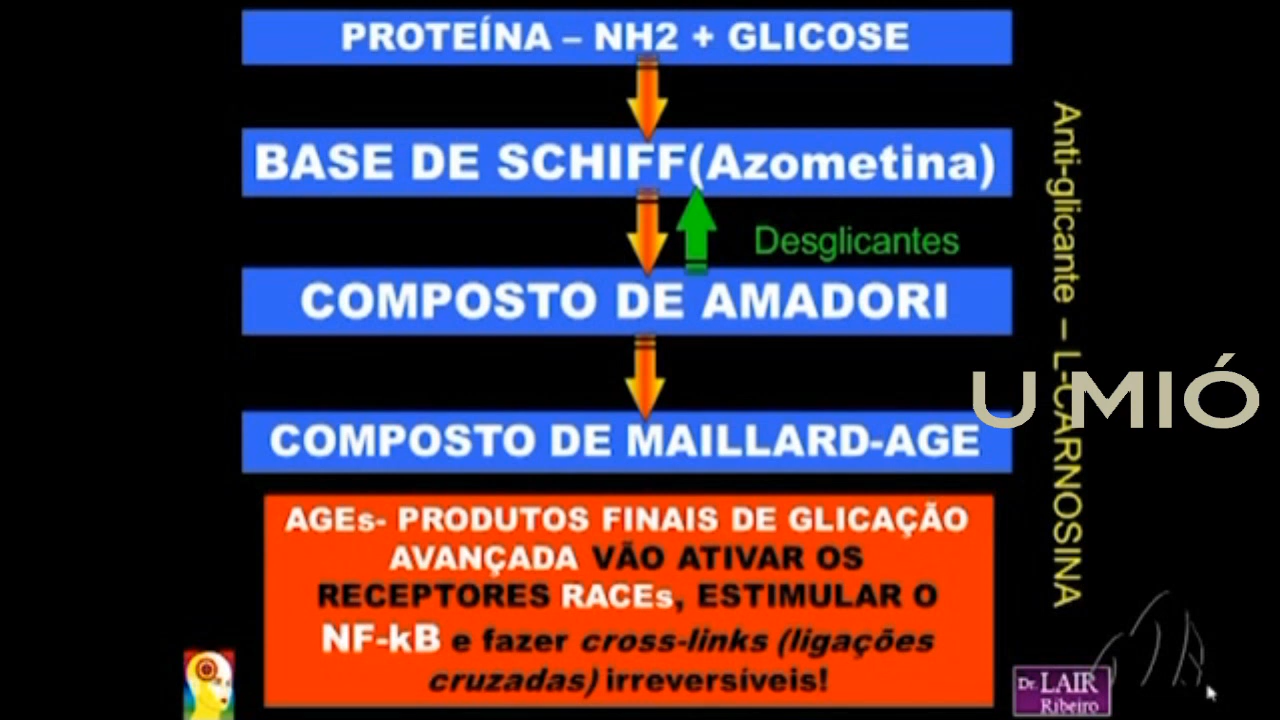 PROTEÍNA – NH2 + GLICOSE
BASE DE SCHIFF(Azometina)
Desglicantes
COMPOSTO DE AMADORI
COMPOSTO DE MAILLARD-AGE
AGEs- PRODUTOS FINAIS DE GLICAÇÃO
AVANÇADA VÃO ATIVAR OS
RECEPTORES RACEs, ESTIMULAR O
NF-kB e fazer cross-links (ligações
cruzadas) irreversíveis!
Anti-glicante – L-CARNOSINA
U MIÓ
Dr. LAIR
Ribeiro